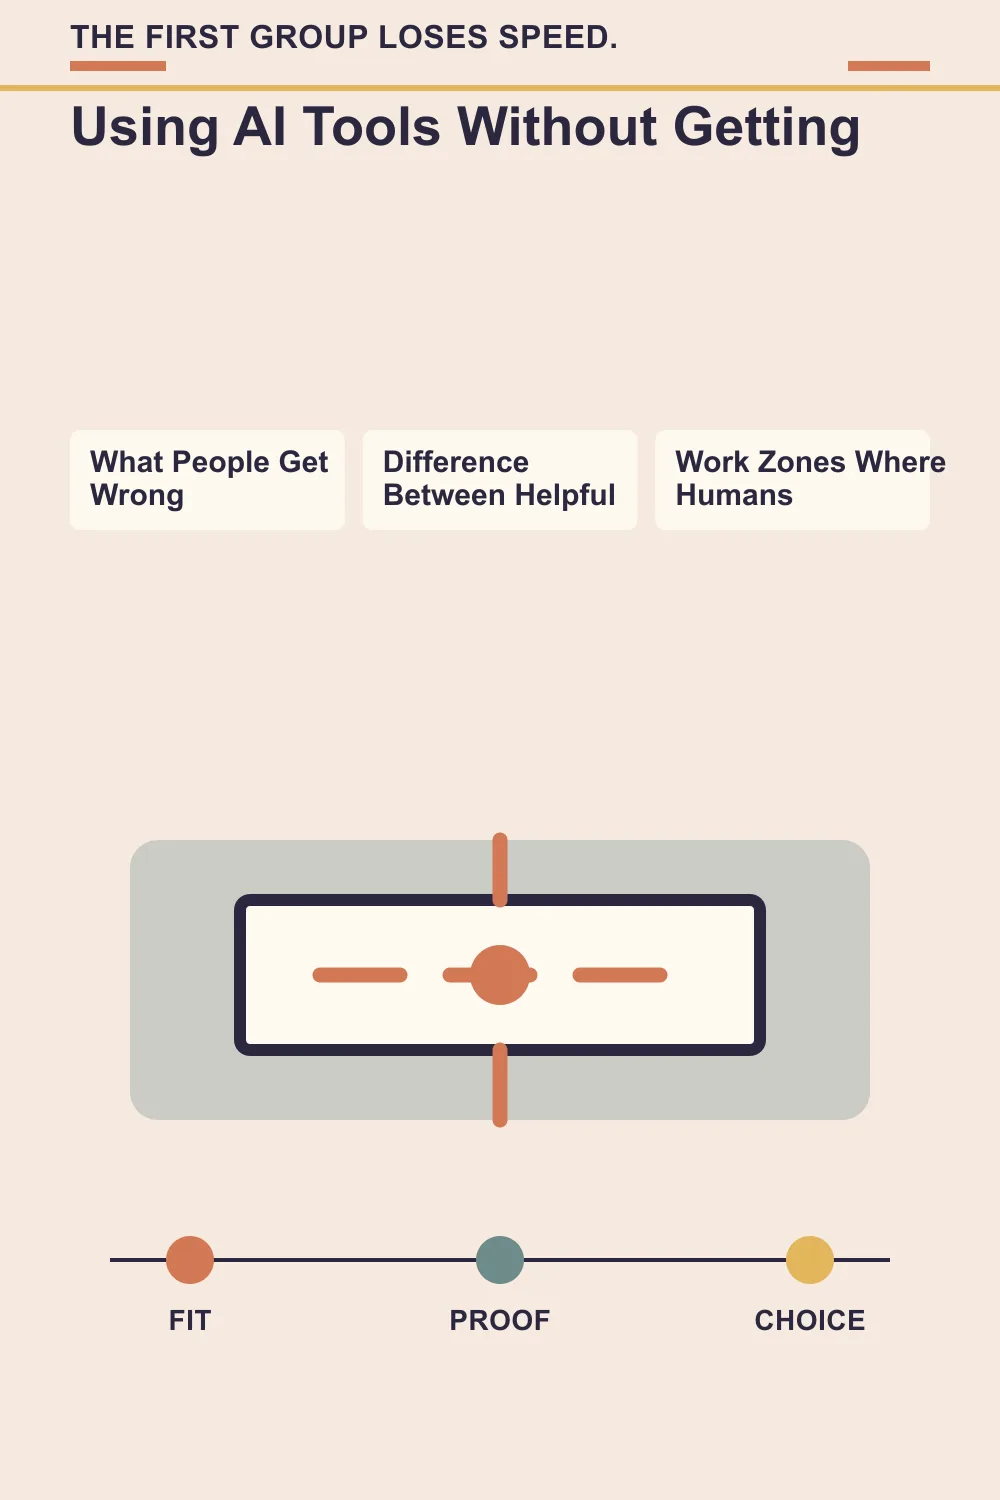 THE FIRST GROUP LOSES SPEED.
Using AI Tools Without Getting
What People Get
Wrong
Difference
Between Helpful
Work Zones Where
Humans
FIT
PROOF
CHOICE